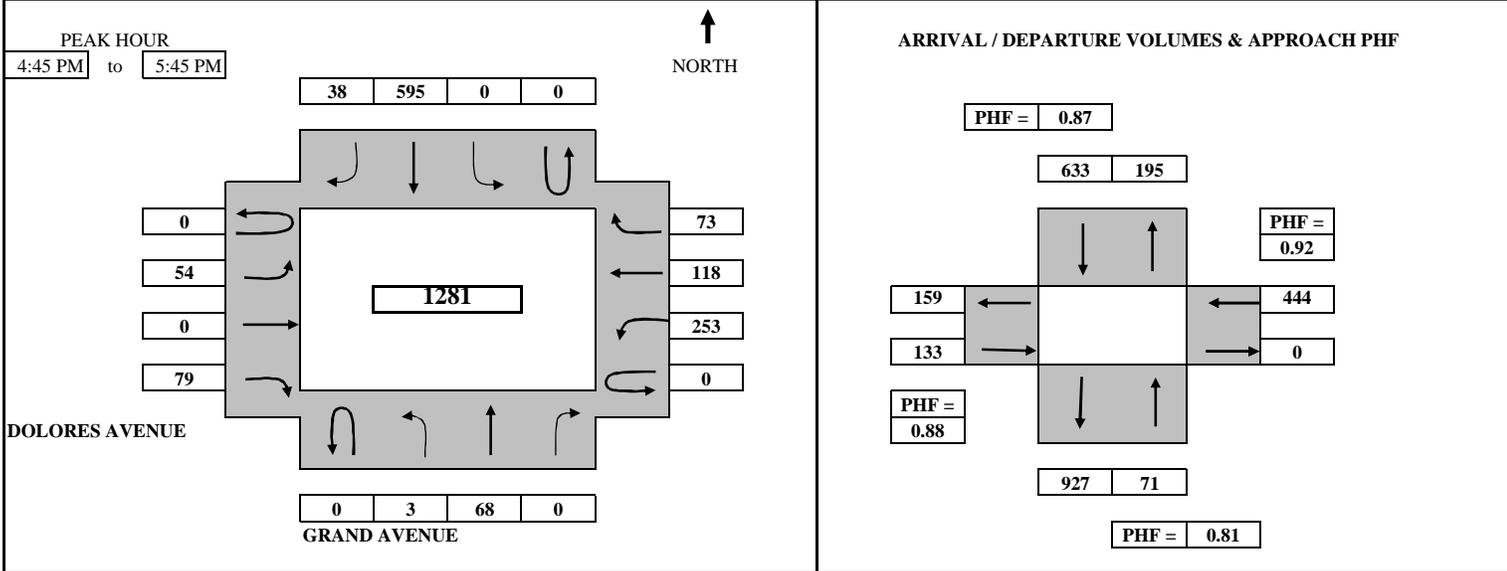 PEAK HOUR
4:45 PM to 5:45 PM
NORTH
38 595 0 0
0
54
0
79
1281
73
118
253
0
DOLORES AVENUE
0 3 68 0
GRAND AVENUE
ARRIVAL / DEPARTURE VOLUMES & APPROACH PHF
PHF = 0.87
633 195
PHF =
0.92
159 444
133 0
PHF =
0.88
927 71
PHF = 0.81